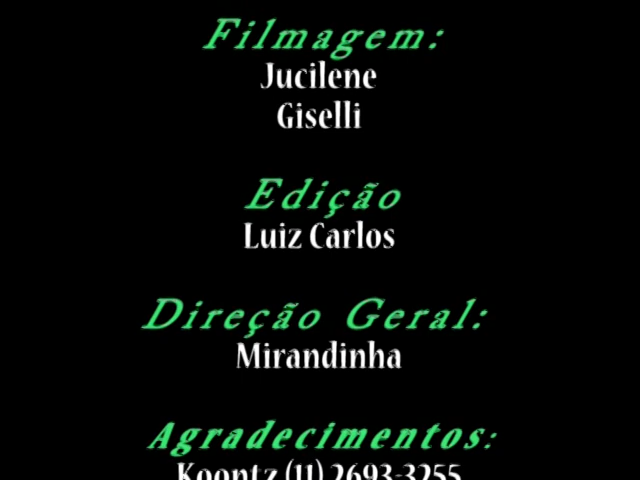 Filmagem:
Jucilene
Giselli
Edição
Luiz Carlos
Direção Geral:
Mirandinha
Agradecimentos:
Koontz (11) 2693-3255